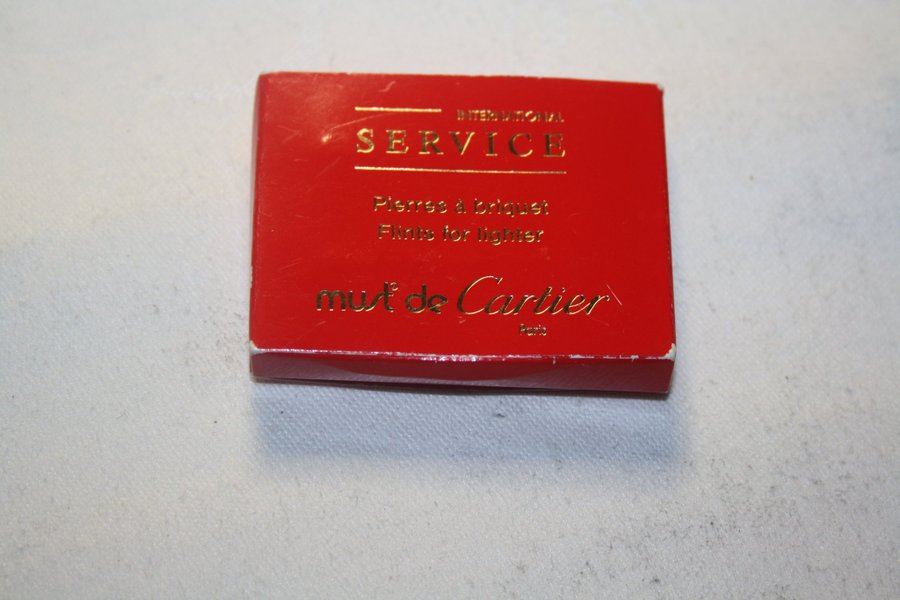 INTERNATIONAL
SERVICE
Pierres à briquet
Flints for lighter
must de Cartier
Paris